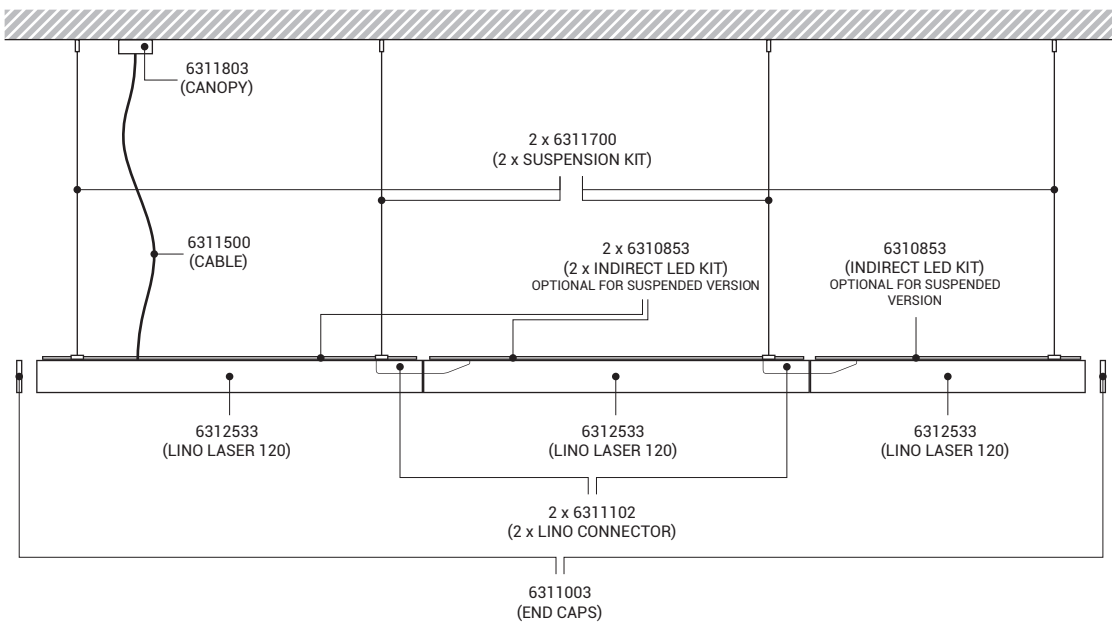 6311803
(CANOPY)
2 x 6311700
(2 x SUSPENSION KIT)
6311500
(CABLE)
2 x 6310853
(2 x INDIRECT LED KIT)
OPTIONAL FOR SUSPENDED VERSION
6310853
(INDIRECT LED KIT)
OPTIONAL FOR SUSPENDED
VERSION
6312533
(LINO LASER 120)
6312533
(LINO LASER 120)
6312533
(LINO LASER 120)
2 x 6311102
(2 x LINO CONNECTOR)
6311003
(END CAPS)